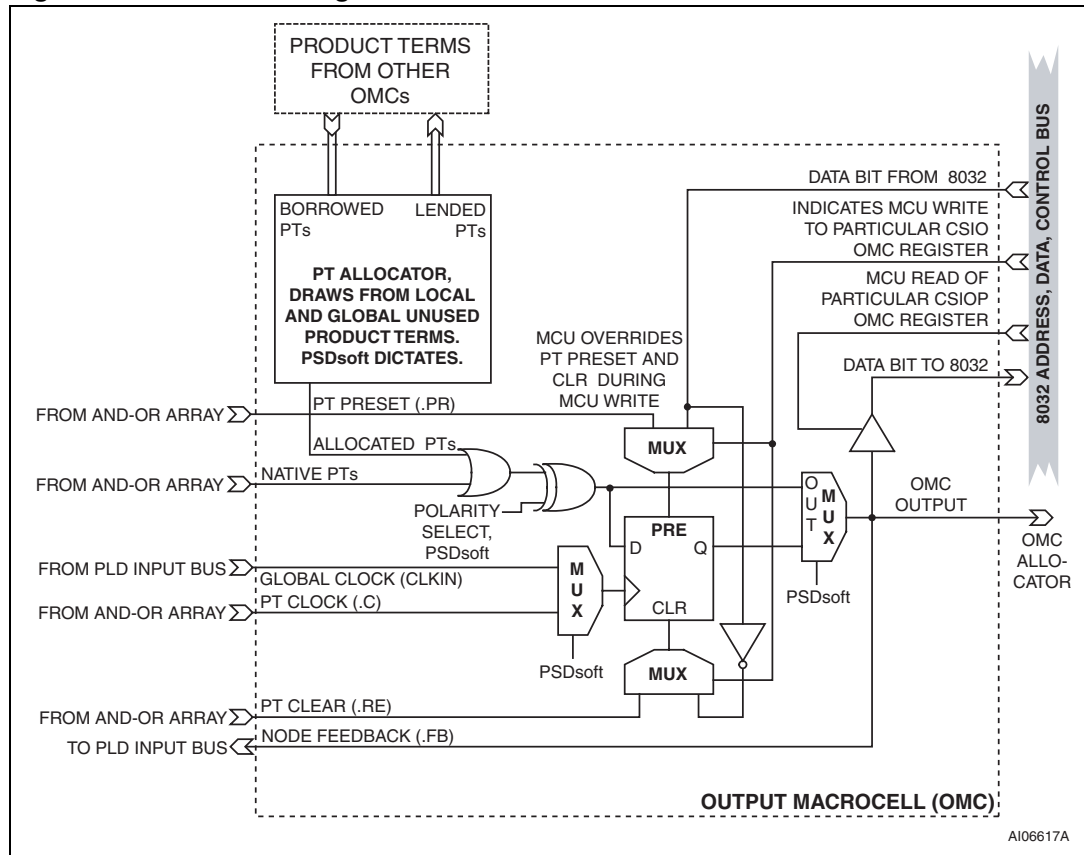 PRODUCT TERMS
FROM OTHER
OMCs
8032 ADDRESS, DATA, CONTROL BUS
DATA BIT FROM 8032
INDICATES MCU WRITE
TO PARTICULAR CSIO
OMC REGISTER
MCU READ OF
PARTICULAR CSIOP
OMC REGISTER
DATA BIT TO 8032
BORROWED
PTs
LENDED
PTs
PT ALLOCATOR,
DRAWS FROM LOCAL
AND GLOBAL UNUSED
PRODUCT TERMS.
PSDsoft DICTATES.
MCU OVERRIDES
PT PRESET AND
CLR DURING
MCU WRITE
FROM AND-OR ARRAY
PT PRESET (.PR)
MUX
ALLOCATED PTs
FROM AND-OR ARRAY
NATIVE PTs
POLARITY
SELECT,
PSDsoft
OUT
MUX
OMC
OUTPUT
OMC
ALLO-
CATOR
PRE
D
Q
CLR
PSDsoft
FROM PLD INPUT BUS
GLOBAL CLOCK (CLKIN)
MUX
FROM AND-OR ARRAY
PT CLOCK (.C)
PSDsoft
MUX
FROM AND-OR ARRAY
PT CLEAR (.RE)
TO PLD INPUT BUS
NODE FEEDBACK (.FB)
OUTPUT MACROCELL (OMC)
AI06617A